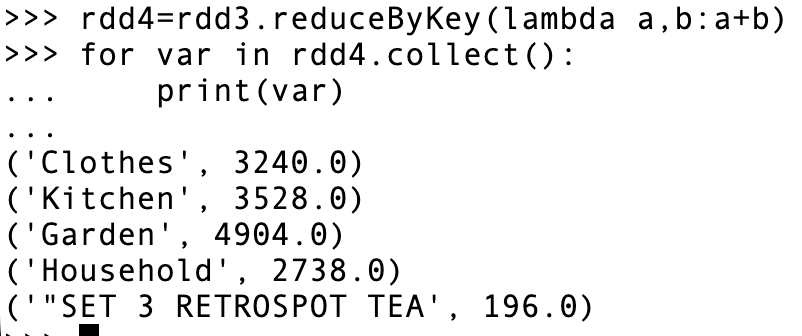 >>> rdd4=rdd3.reduceByKey(lambda a,b:a+b)
>>> for var in rdd4.collect():
...     print(var)
...
('Clothes', 3240.0)
('Kitchen', 3528.0)
('Garden', 4904.0)
('Household', 2738.0)
('"SET 3 RETROSPOT TEA', 196.0)
>>>